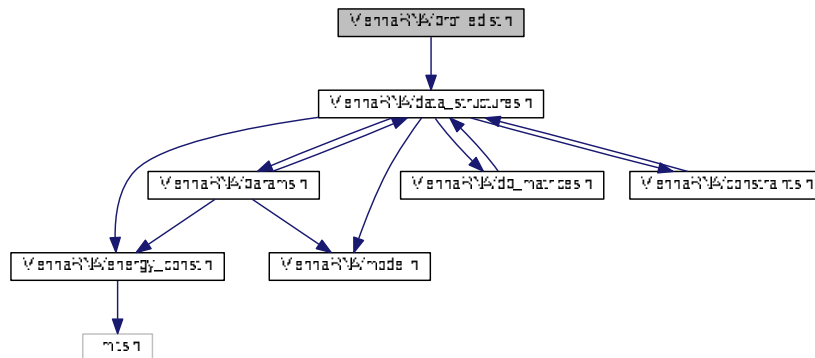 ViennaRNA/profiledist.h
ViennaRNA/data_structures.h
ViennaRNA/params.h
ViennaRNA/dp_matrices.h
ViennaRNA/constraints.h
ViennaRNA/energy_const.h
ViennaRNA/model.h
limits.h